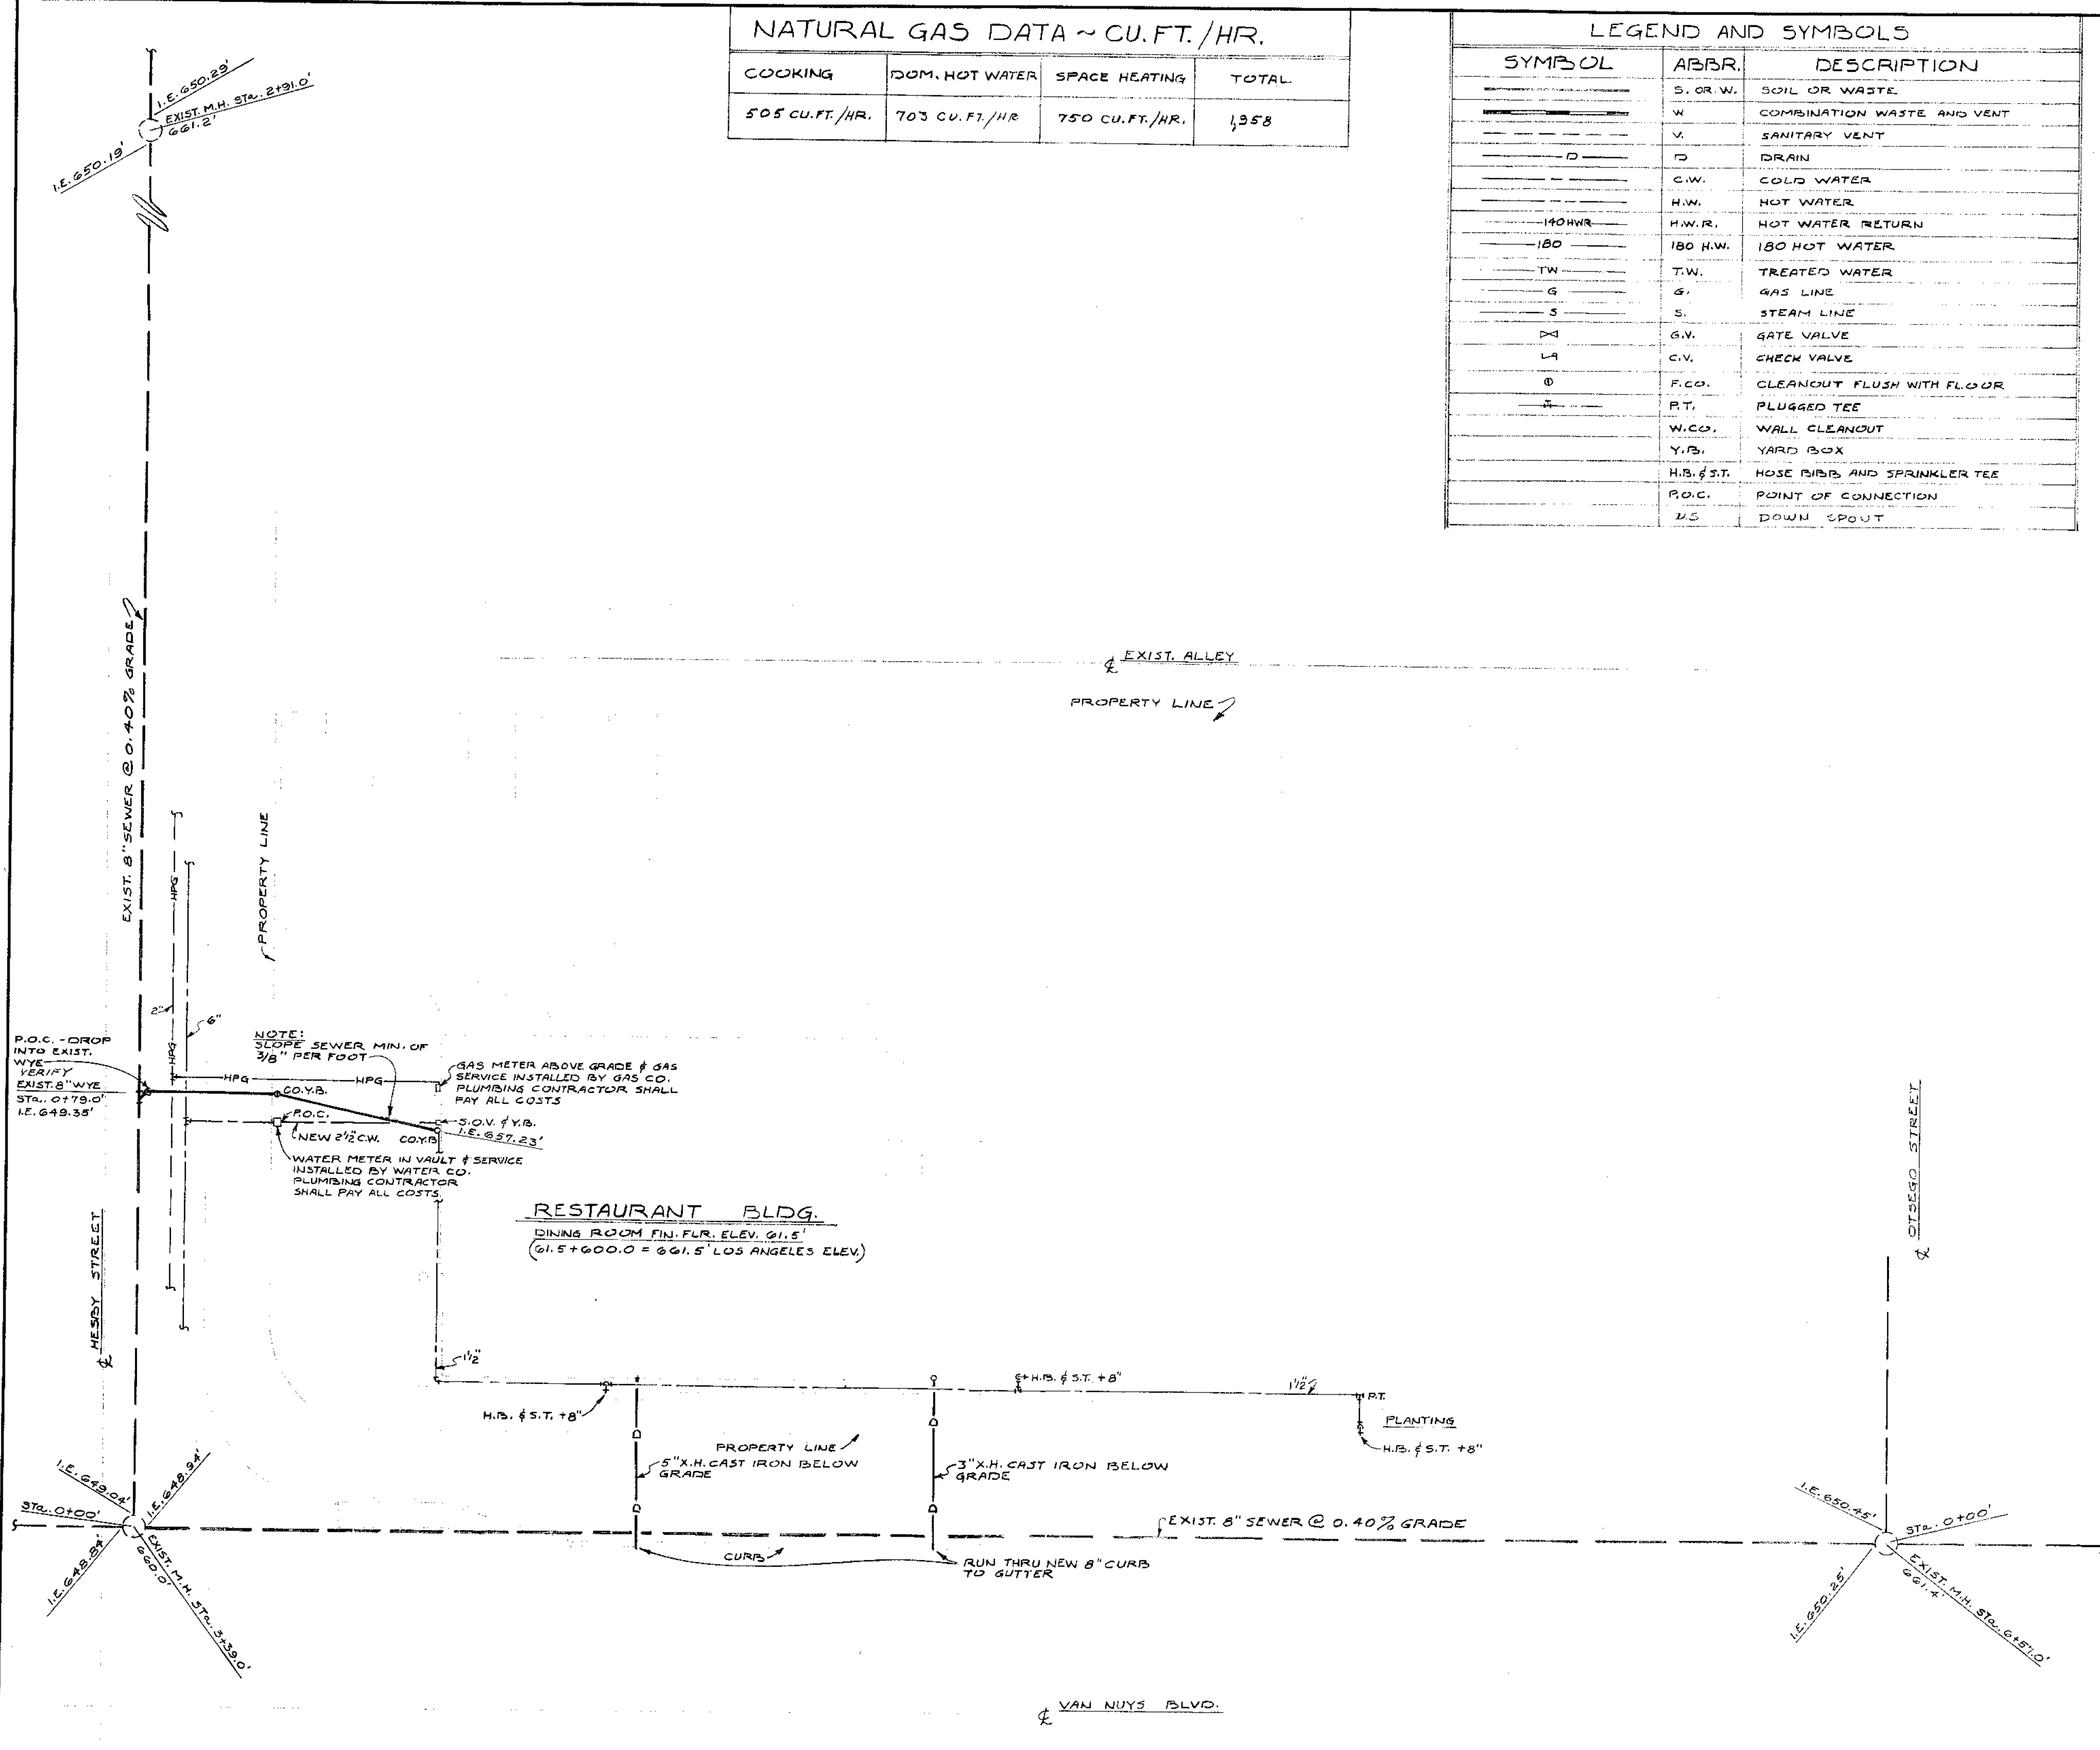 NATURAL GAS DATA ~ CU.FT./HR.
COOKING DOM. HOT WATER SPACE HEATING TOTAL
505 CU.FT./HR. 703 CU.FT./HR 750 CU.FT./HR. 1,958
LEGEND AND SYMBOLS
SYMBOL ABBR. DESCRIPTION
S. OR W. SOIL OR WASTE
W COMBINATION WASTE AND VENT
V. SANITARY VENT
D D DRAIN
C.W. COLD WATER
H.W. HOT WATER
140HWR H.W.R. HOT WATER RETURN
180 180 H.W. 180 HOT WATER
TW T.W. TREATED WATER
G G. GAS LINE
S S. STEAM LINE
G.V. GATE VALVE
C.V. CHECK VALVE
F.CO. CLEANOUT FLUSH WITH FLOOR
P.T. PLUGGED TEE
W.CO. WALL CLEANOUT
Y.B. YARD BOX
H.B. & S.T. HOSE BIBB AND SPRINKLER TEE
P.O.C. POINT OF CONNECTION
D.S DOWN SPOUT
I.E. 650.29'
EXIST. M.H. STA. 2+91.0'
661.2'
I.E. 650.19'
EXIST. 8" SEWER @ 0.40% GRADE
℄ EXIST. ALLEY
PROPERTY LINE
PROPERTY LINE
HPG
2"
6"
HPG
P.O.C. - DROP
INTO EXIST.
WYE
VERIFY
EXIST. 8" WYE
STA. 0+79.0'
I.E. 649.35'
NOTE:
SLOPE SEWER MIN. OF
3/8" PER FOOT
HPG HPG
C.O.Y.B.
GAS METER ABOVE GRADE & GAS
SERVICE INSTALLED BY GAS CO.
PLUMBING CONTRACTOR SHALL
PAY ALL COSTS
P.O.C.
NEW 2½" C.W.
CO.Y.B
S.O.V. & Y.B.
I.E. 657.23'
WATER METER IN VAULT & SERVICE
INSTALLED BY WATER CO.
PLUMBING CONTRACTOR
SHALL PAY ALL COSTS.
RESTAURANT BLDG.
DINING ROOM FIN. FLR. ELEV. 61.5'
(61.5+600.0 = 661.5' LOS ANGELES ELEV.)
℄ HESBY STREET
℄ OTSEGO STREET
1½"
H.B. & S.T. +8"
H.B. & S.T. +8"
1½"
P.T.
PLANTING
H.B. & S.T. +8"
D
D
D
D
PROPERTY LINE
5" X.H. CAST IRON BELOW
GRADE
3" X.H. CAST IRON BELOW
GRADE
EXIST. 8" SEWER @ 0.40% GRADE
CURB
RUN THRU NEW 8" CURB
TO GUTTER
I.E. 649.04'
I.E. 648.94'
STA. 0+00'
I.E. 648.84'
EXIST. M.H. STA. 3+39.0'
660.0'
I.E. 650.45'
STA. 0+00'
I.E. 650.25'
EXIST. M.H. STA. 6+57.0'
661.4'
℄ VAN NUYS BLVD.